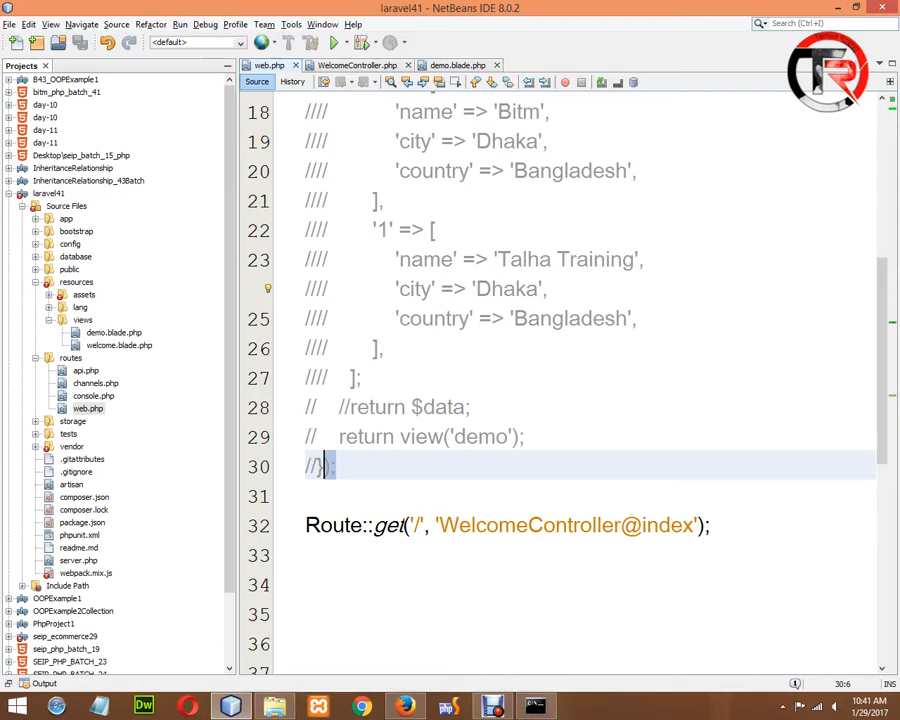 laravel41 - NetBeans IDE 8.0.2
File Edit View Navigate Source Refactor Run Debug Profile Team Tools Window Help
Search (Ctrl+I)
<default>
Projects
web.php WelcomeController.php demo.blade.php
Source History
B43_OOPExample1
bitm_php_batch_41
day-10
day-10
day-11
day-11
Desktop\seip_batch_15_php
InheritanceRelationship
InheritanceRelationship_43Batch
laravel41
Source Files
app
bootstrap
config
database
public
resources
assets
lang
views
demo.blade.php
welcome.blade.php
routes
api.php
channels.php
console.php
web.php
storage
tests
vendor
.gitattributes
.gitignore
artisan
composer.json
composer.lock
package.json
phpunit.xml
readme.md
server.php
webpack.mix.js
Include Path
OOPExample1
OOPExample2Collection
PhpProject1
seip_ecommerce29
seip_php_batch_19
SEIP_PHP_BATCH_23
SEIP_PHP_BATCH_24
18 //// 'name' => 'Bitm',
19 //// 'city' => 'Dhaka',
20 //// 'country' => 'Bangladesh',
21 //// ],
22 //// '1' => [
23 //// 'name' => 'Talha Training',
//// 'city' => 'Dhaka',
25 //// 'country' => 'Bangladesh',
26 //// ],
27 //// ];
28 // //return $data;
29 // return view('demo');
30 //});
31
32 Route::get('/', 'WelcomeController@index');
33
34
35
36
37
Output
30:6 INS
10:41 AM
1/29/2017